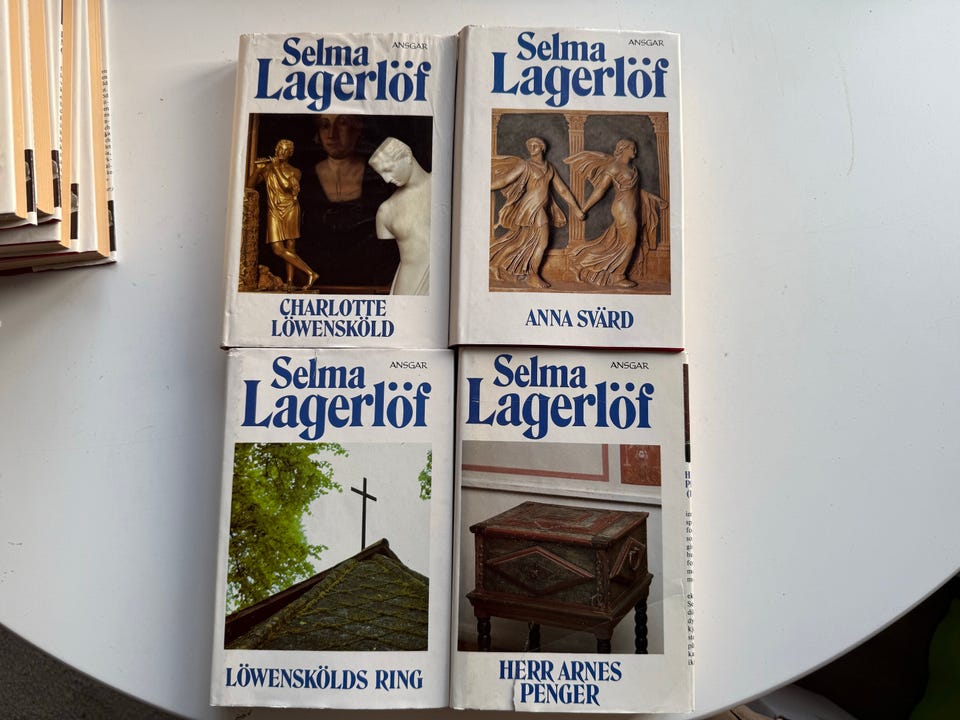 Selma
ANSGAR
Lagerlöf
CHARLOTTE
LÖWENSKÖLD
Selma
ANSGAR
Lagerlöf
ANNA SVÄRD
Selma
ANSGAR
Lagerlöf
LÖWENSKÖLDS RING
Selma
ANSGAR
Lagerlöf
HERR ARNES
PENGER